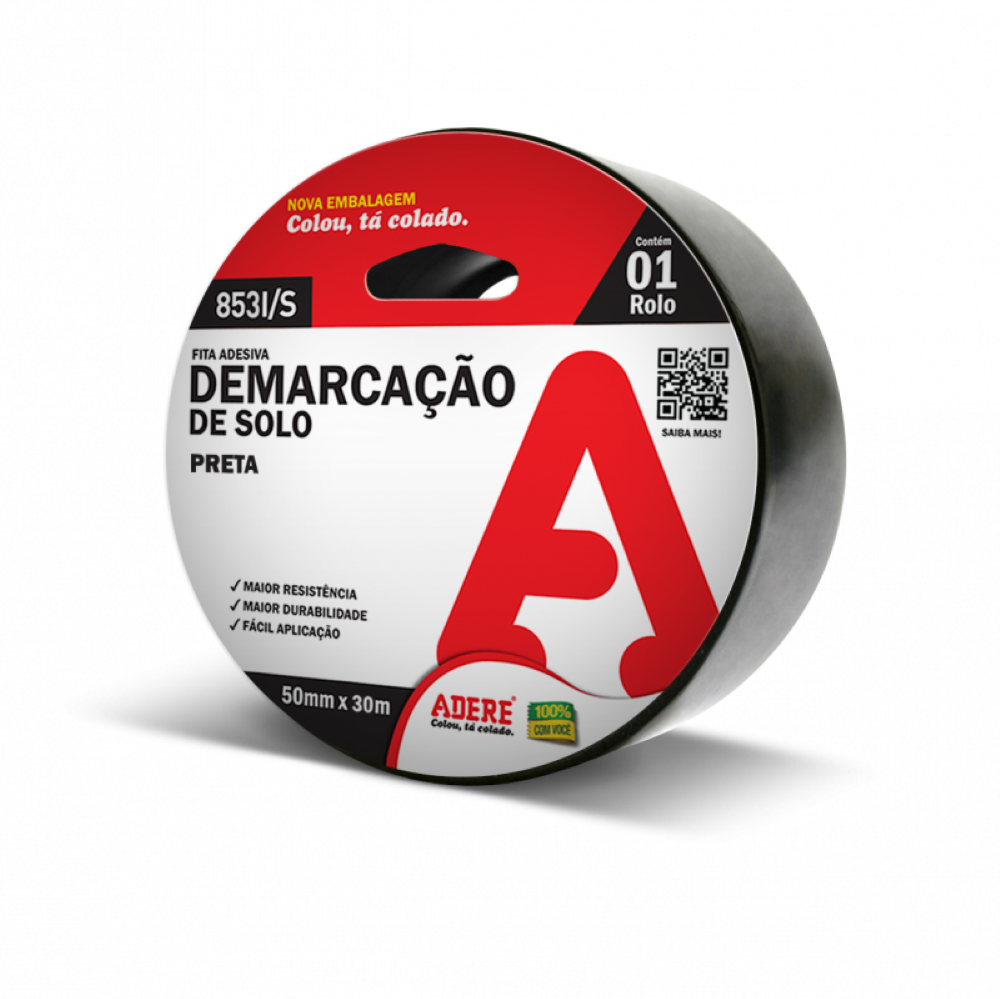 NOVA EMBALAGEM
Colou, tá colado.
Contém
01
Rolo
853I/S
FITA ADESIVA
DEMARCAÇÃO
DE SOLO
PRETA
SAIBA MAIS!
✓ MAIOR RESISTÊNCIA
✓ MAIOR DURABILIDADE
✓ FÁCIL APLICAÇÃO
50mm x 30m
ADERE®
Colou, tá colado.
100%
COM VOCÊ